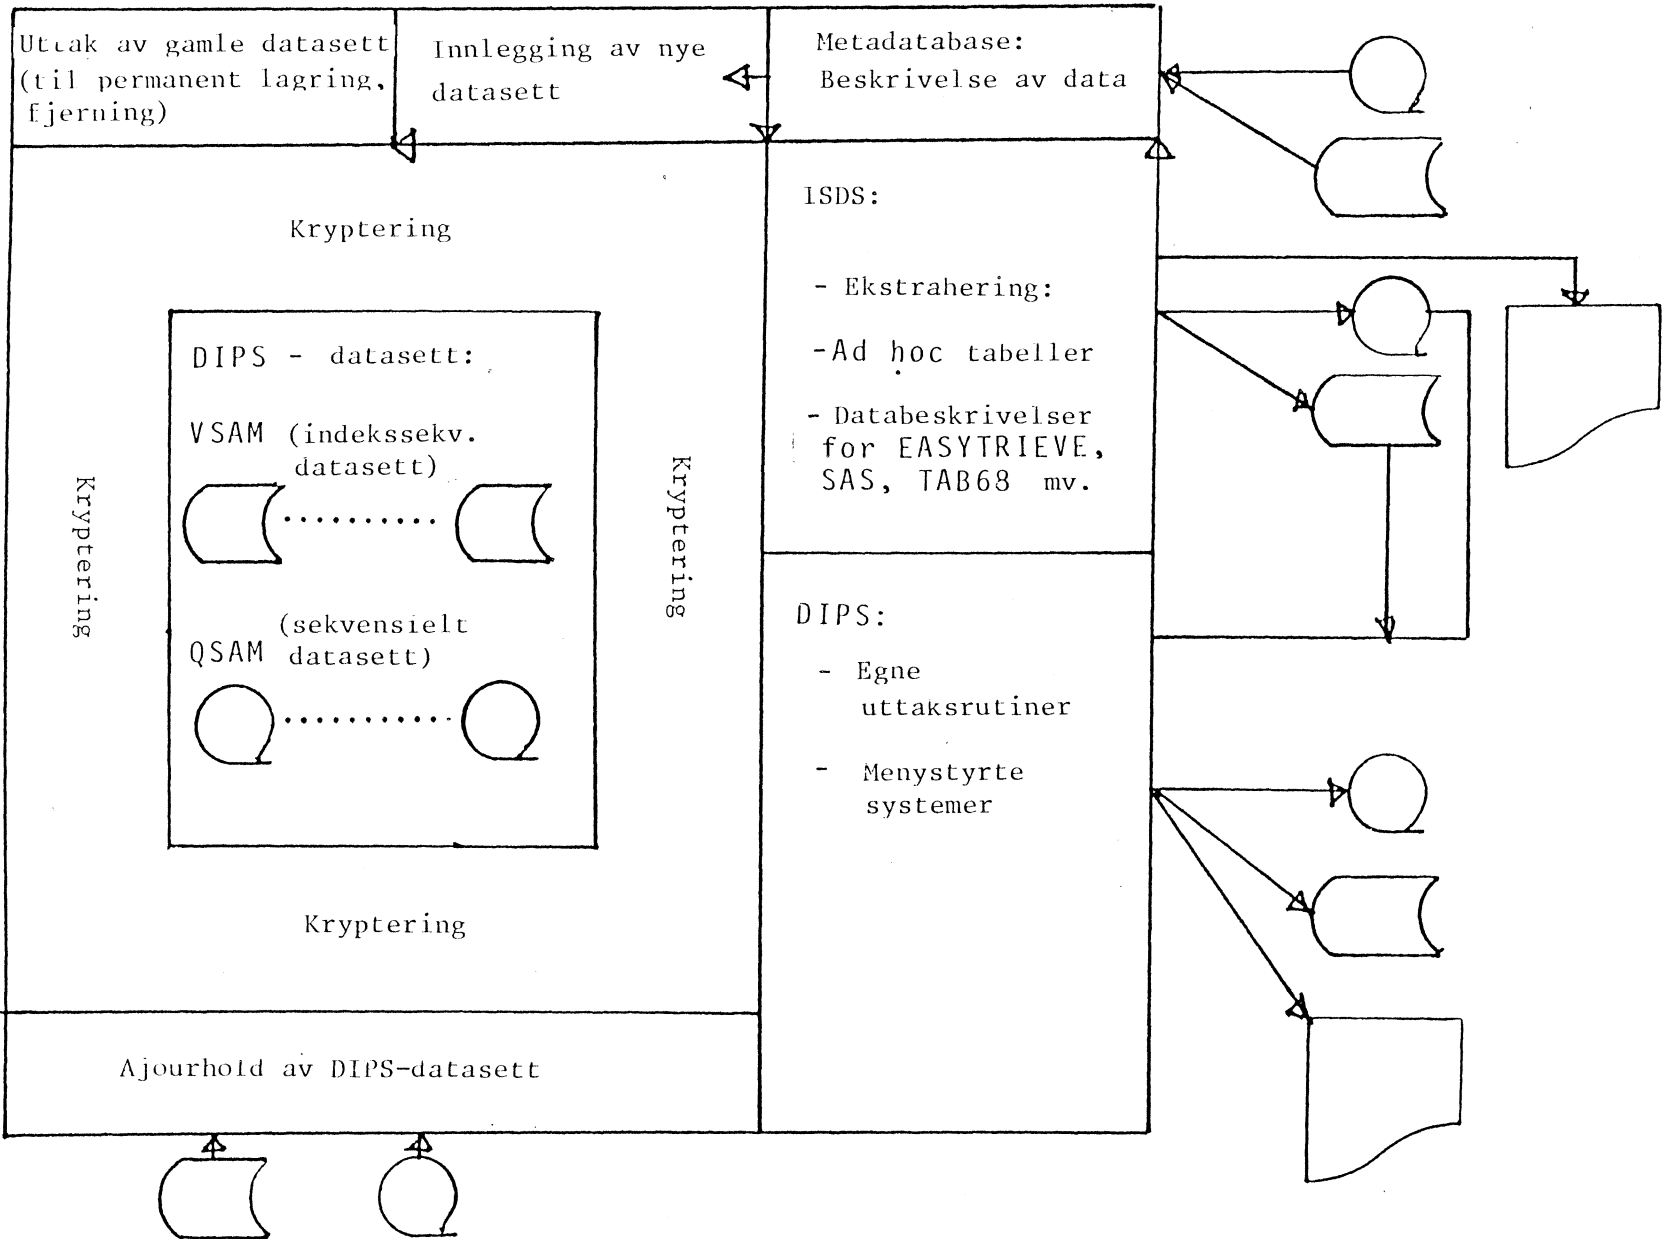 Uttak av gamle datasett
(til permanent lagring,
fjerning)
Innlegging av nye
datasett
Metadatabase:
Beskrivelse av data
Kryptering
DIPS - datasett:
VSAM (indekssekv.
datasett)
QSAM (sekvensielt
datasett)
Kryptering
Kryptering
Kryptering
ISDS:
- Ekstrahering:
-Ad hoc tabeller
- Databeskrivelser
for EASYTRIEVE,
SAS, TAB68 mv.
DIPS:
- Egne
uttaksrutiner
- Menystyrte
systemer
Ajourhold av DIPS-datasett